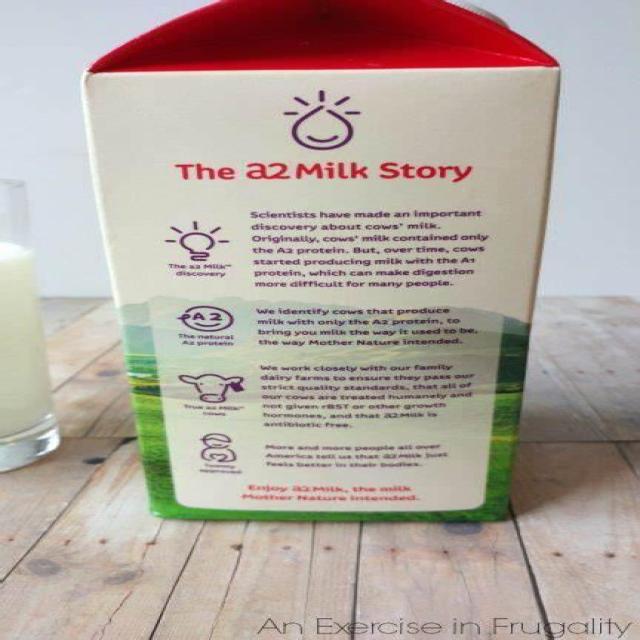 The a2 Milk Story
Scientists have made an important
discovery about cows' milk.
Originally, cows' milk contained only
the A2 protein. But, over time, cows
started producing milk with the A1
protein, which can make digestion
more difficult for many people.
The a2 Milk™
discovery
A2
The natural
A2 protein
We identify cows that produce
milk with only the A2 protein, to
bring you milk the way it used to be,
the way Mother Nature intended.
We work closely with our family
dairy farms to ensure they pass our
strict quality standards, that all of
our cows are treated humanely and
not given rBST or other growth
hormones, and that a2 Milk is
antibiotic free.
True a2 Milk™
cows
More and more people all over
America tell us that a2 Milk just
feels better in their bodies.
Tummy
approved
Enjoy a2 Milk, the milk
Mother Nature intended.
An Exercise in Frugality